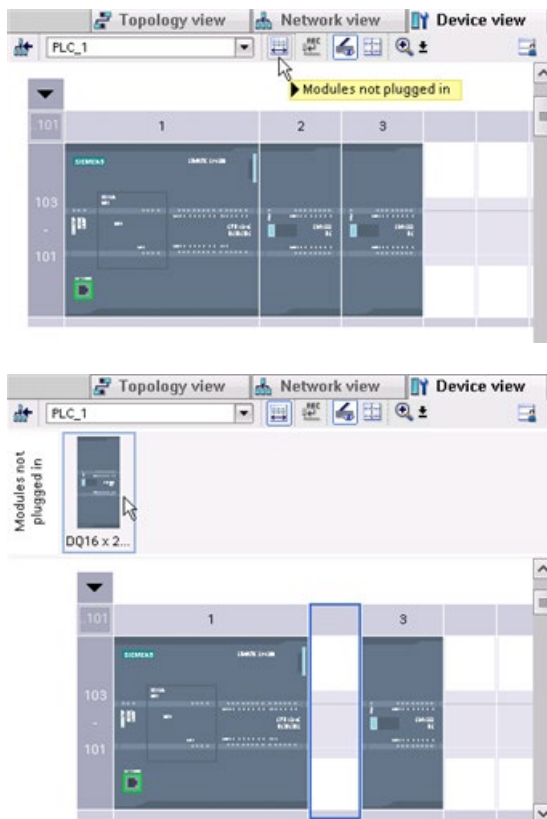 Topology view Network view Device view
PLC_1
Modules not plugged in
101 1 2 3
SIEMENS
103
-
101
Topology view Network view Device view
PLC_1
Modules not
plugged in
DQ16 x 2...
101 1 3
SIEMENS
103
-
101